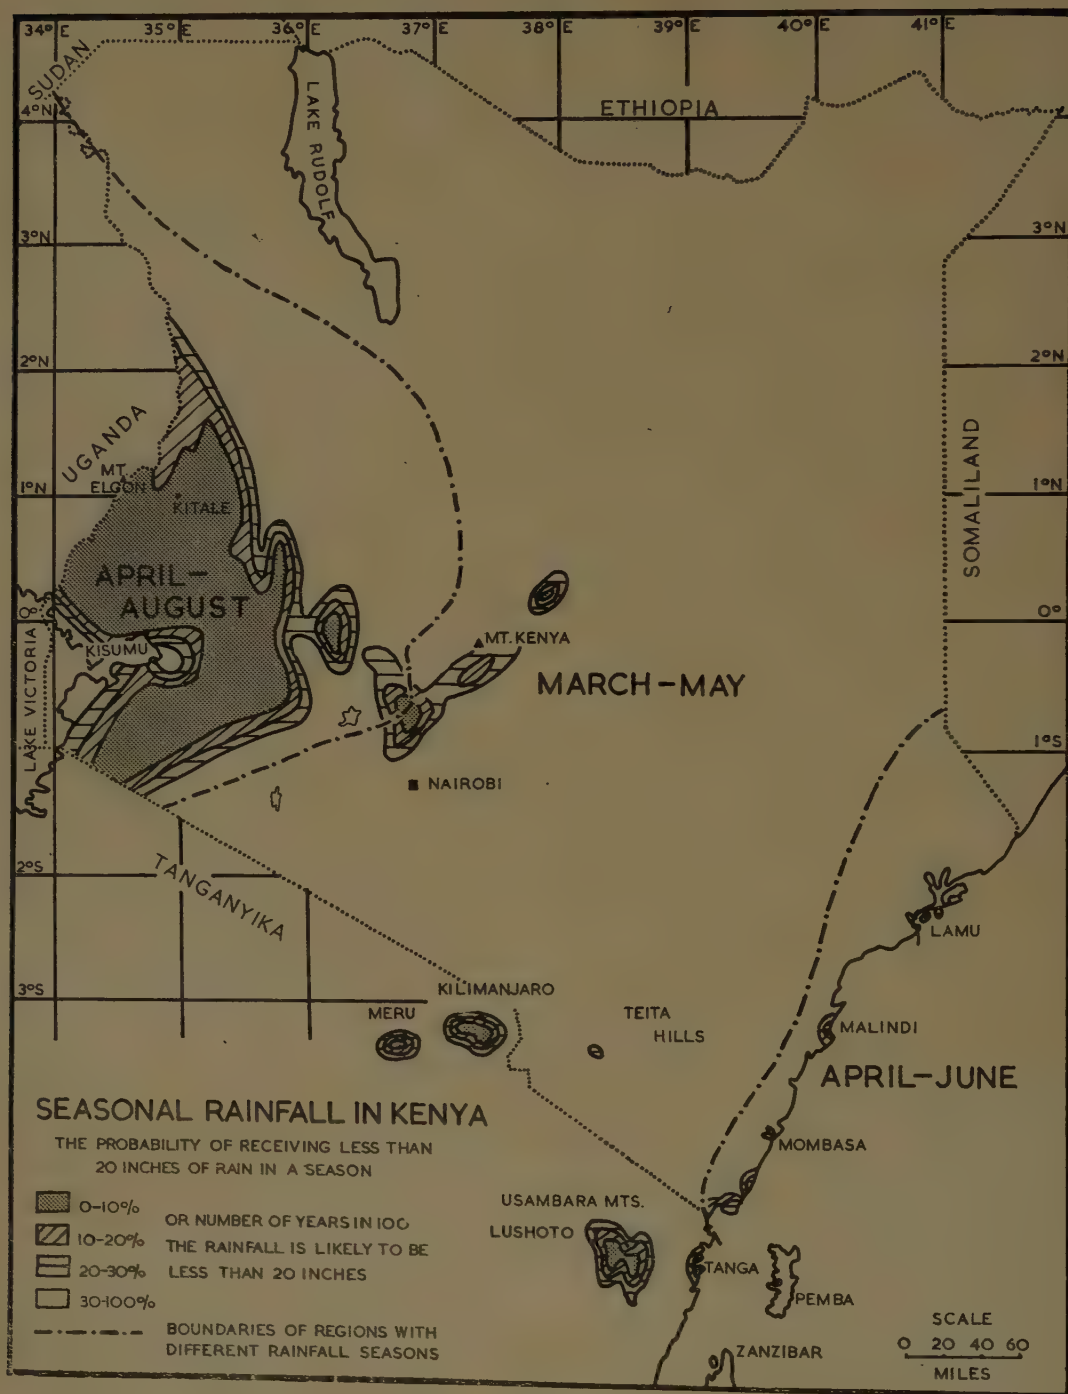 34°E 35°E 36°E 37°E 38°E 39°E 40°E 41°E
SUDAN
4°N
LAKE RUDOLF
ETHIOPIA
3°N
3°N
2°N
2°N
UGANDA
MT.
ELGON
1°N
1°N
KITALE
SOMALILAND
APRIL-
AUGUST
0°
0°
KISUMU
LAKE VICTORIA
MT. KENYA
MARCH-MAY
1°S
NAIROBI
2°S
TANGANYIKA
LAMU
3°S
KILIMANJARO
MERU
TEITA
HILLS
MALINDI
APRIL-JUNE
MOMBASA
USAMBARA MTS.
LUSHOTO
TANGA
PEMBA
ZANZIBAR
SEASONAL RAINFALL IN KENYA
THE PROBABILITY OF RECEIVING LESS THAN
20 INCHES OF RAIN IN A SEASON
0-10%
10-20%
20-30%
30-100%
OR NUMBER OF YEARS IN 100
THE RAINFALL IS LIKELY TO BE
LESS THAN 20 INCHES
BOUNDARIES OF REGIONS WITH
DIFFERENT RAINFALL SEASONS
SCALE
0 20 40 60
MILES